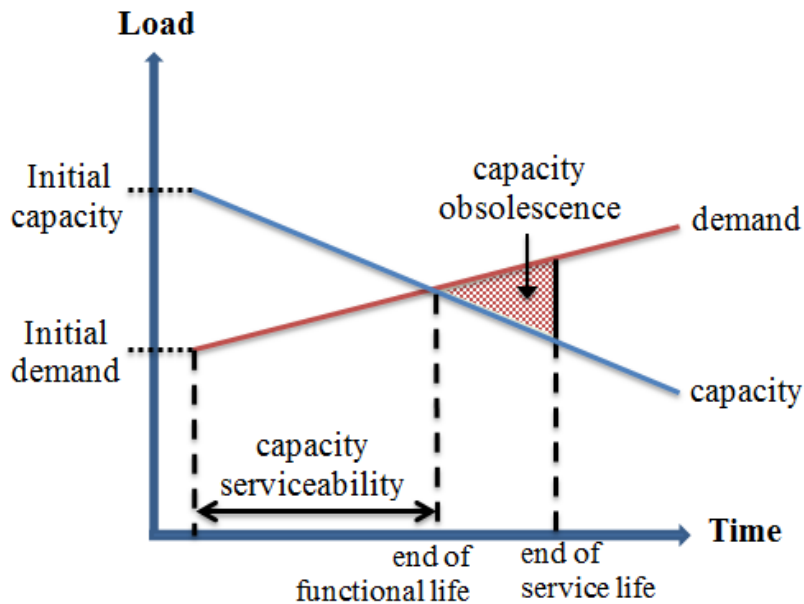 Load
Initial
capacity
capacity
obsolescence
demand
Initial
demand
capacity
capacity
serviceability
Time
end of
functional life
end of
service life